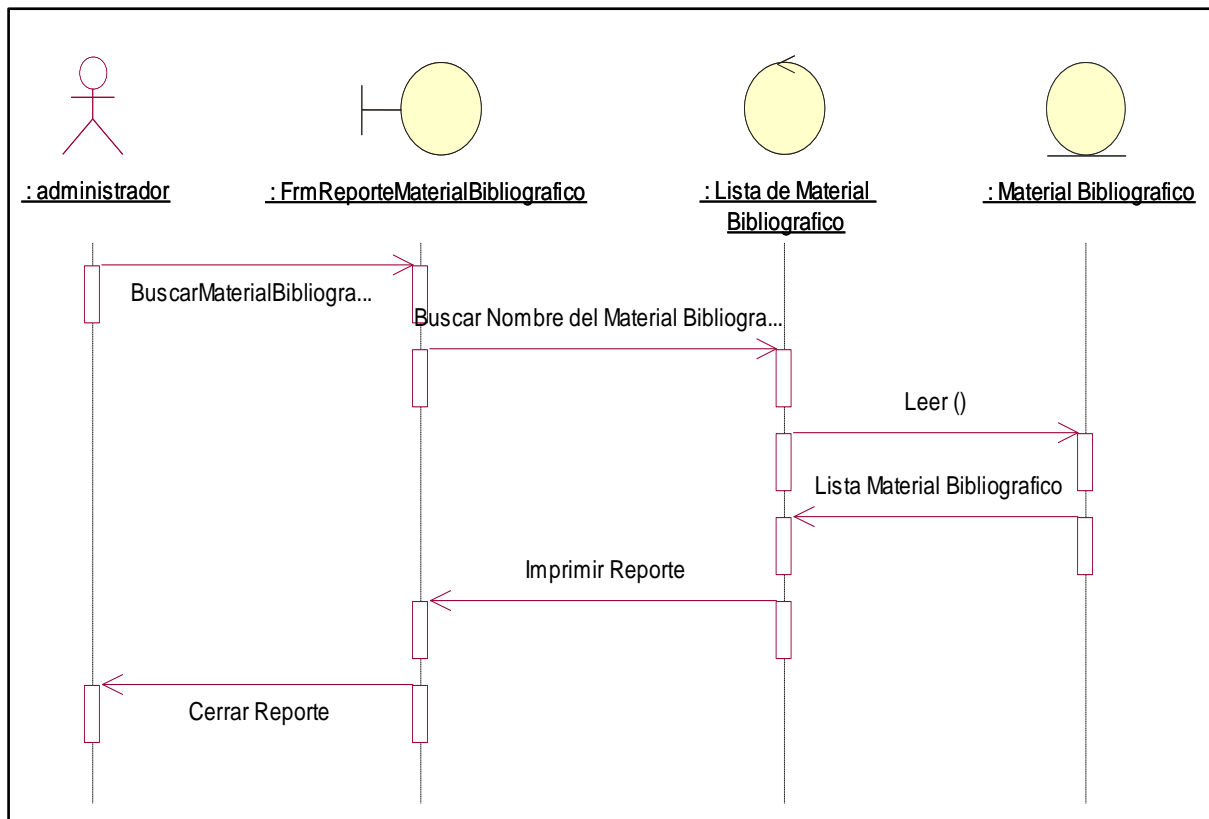 : administrador
: FrmReporteMaterialBibliografico
: Lista de Material
Bibliografico
: Material Bibliografico
BuscarMaterialBibliogra...
Buscar Nombre del Material Bibliogra...
Leer ()
Lista Material Bibliografico
Imprimir Reporte
Cerrar Reporte